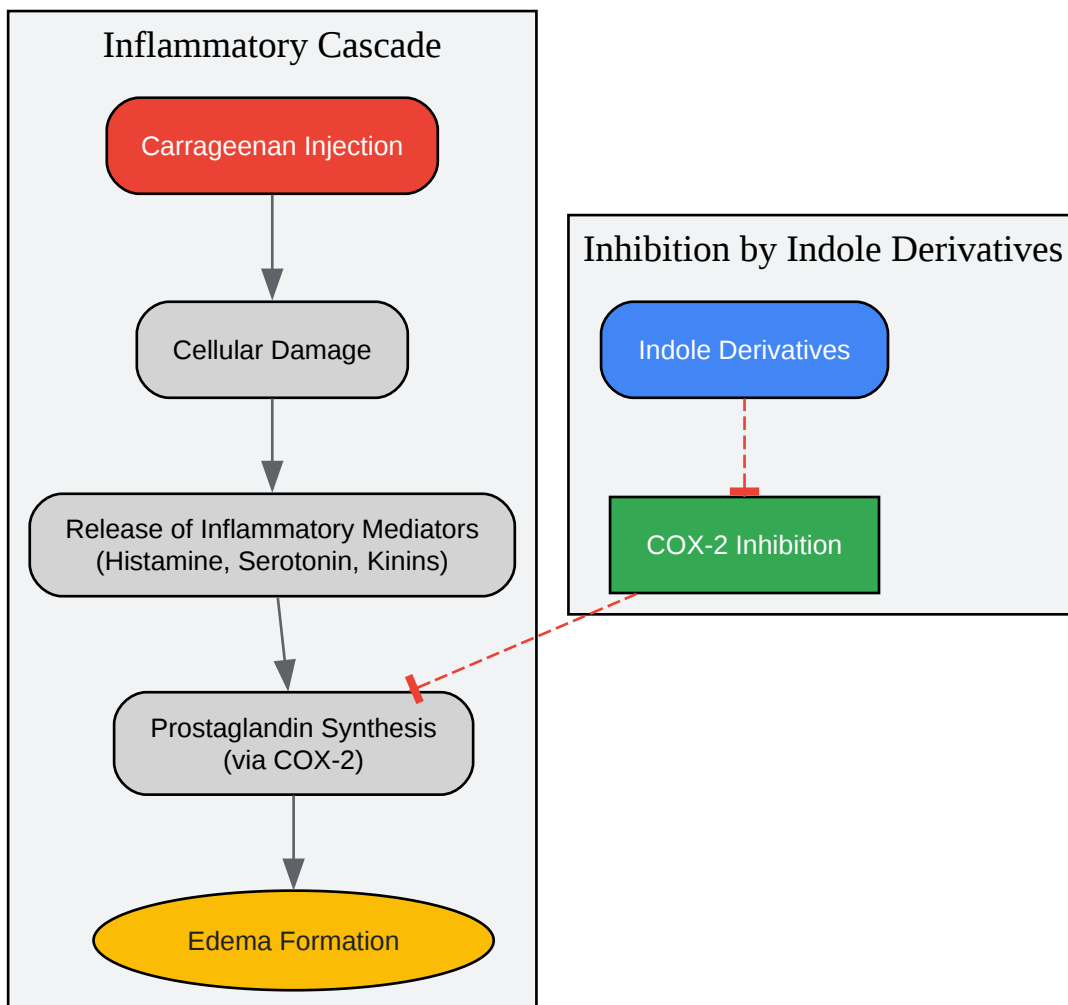 Inflammatory Cascade
Carrageenan Injection
Cellular Damage
Release of Inflammatory Mediators
(Histamine, Serotonin, Kinins)
Prostaglandin Synthesis
(via COX-2)
Edema Formation
Inhibition by Indole Derivatives
Indole Derivatives
COX-2 Inhibition